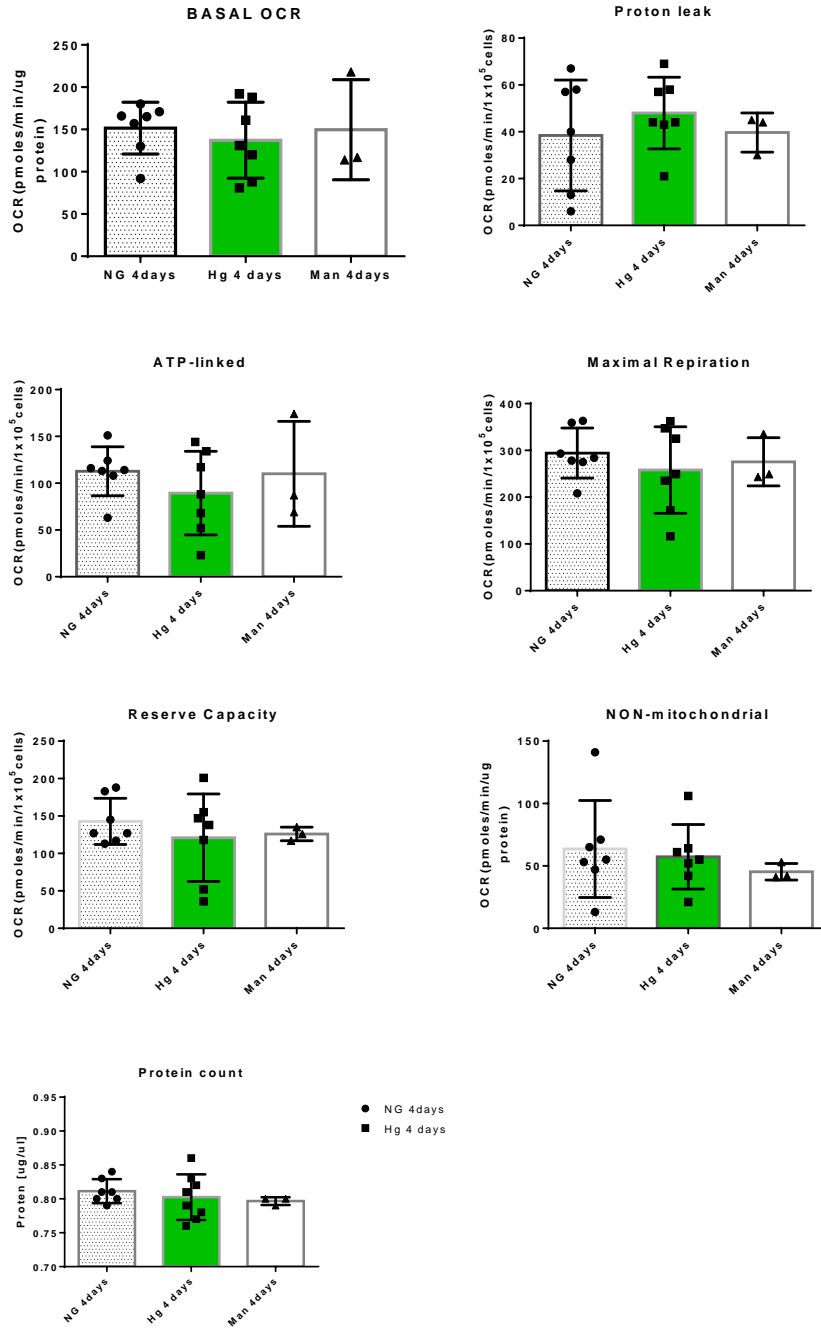 BASAL OCR
OCR(pmoles/min/ug
protein)
250
200
150
100
50
0
NG 4days
Hg 4 days
Man 4days
Proton leak
OCR(pmoles/min/1x10⁵cells)
80
60
40
20
0
NG 4days
Hg 4 days
Man 4days
ATP-linked
OCR(pmoles/min/1x10⁵cells)
200
150
100
50
0
NG 4days
Hg 4 days
Man 4days
Maximal Repiration
OCR(pmoles/min/1x10⁵cells)
400
300
200
100
0
NG 4days
Hg 4 days
Man 4days
Reserve Capacity
OCR(pmoles/min/1x10⁵cells)
250
200
150
100
50
0
NG 4days
Hg 4 days
Man 4days
NON-mitochondrial
OCR(pmoles/min/ug
protein)
150
100
50
0
NG 4days
Hg 4 days
Man 4days
Protein count
Proten [ug/ul]
0.95
0.90
0.85
0.80
0.75
0.70
NG 4days
Hg 4 days
Man 4days
NG 4days
Hg 4 days